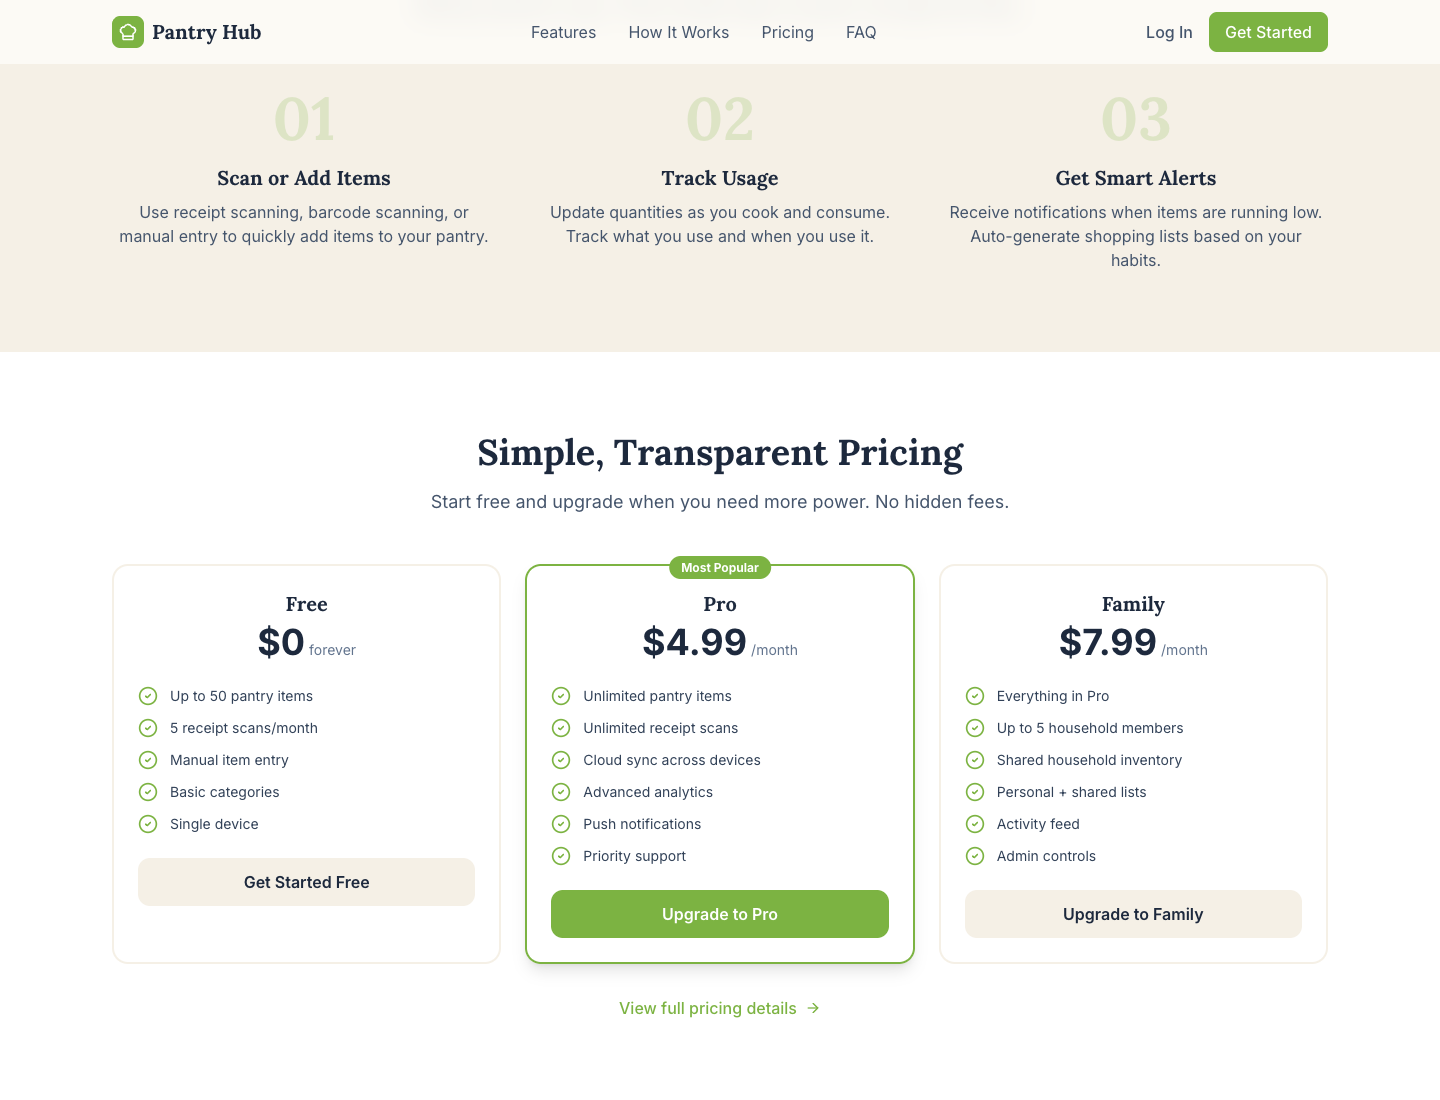 Pantry Hub
Features
How It Works
Pricing
FAQ
Log In
Get Started
01
Scan or Add Items
Use receipt scanning, barcode scanning, or
manual entry to quickly add items to your pantry.
02
Track Usage
Update quantities as you cook and consume.
Track what you use and when you use it.
03
Get Smart Alerts
Receive notifications when items are running low.
Auto-generate shopping lists based on your
habits.
Simple, Transparent Pricing
Start free and upgrade when you need more power. No hidden fees.
Free
$0 forever
Up to 50 pantry items
5 receipt scans/month
Manual item entry
Basic categories
Single device
Get Started Free
Most Popular
Pro
$4.99 /month
Unlimited pantry items
Unlimited receipt scans
Cloud sync across devices
Advanced analytics
Push notifications
Priority support
Upgrade to Pro
Family
$7.99 /month
Everything in Pro
Up to 5 household members
Shared household inventory
Personal + shared lists
Activity feed
Admin controls
Upgrade to Family
View full pricing details